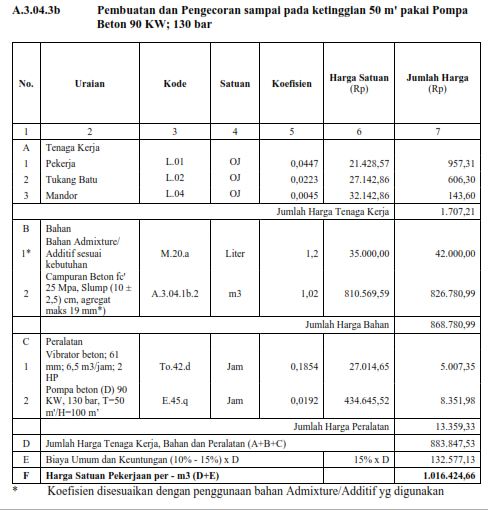 A.3.04.3b Pembuatan dan Pengecoran sampai pada ketinggian 50 m' pakai Pompa
Beton 90 KW; 130 bar
No. Uraian Kode Satuan Koefisien Harga Satuan (Rp) Jumlah Harga (Rp)
1 2 3 4 5 6 7
A Tenaga Kerja
1 Pekerja L.01 OJ 0,0447 21.428,57 957,31
2 Tukang Batu L.02 OJ 0,0223 27.142,86 606,30
3 Mandor L.04 OJ 0,0045 32.142,86 143,60
Jumlah Harga Tenaga Kerja 1.707,21
B Bahan
Bahan Admixture/
1* Additif sesuai M.20.a Liter 1,2 35.000,00 42.000,00
kebutuhan
Campuran Beton fc'
2 25 Mpa, Slump (10 ± A.3.04.1b.2 m3 1,02 810.569,59 826.780,99
2,5) cm, agregat
maks 19 mm*)
Jumlah Harga Bahan 868.780,99
C Peralatan
Vibrator beton; 61
1 mm; 6,5 m3/jam; 2 To.42.d Jam 0,1854 27.014,65 5.007,35
HP
Pompa beton (D) 90
2 KW, 130 bar, T=50 E.45.q Jam 0,0192 434.645,52 8.351,98
m'/H=100 m'
Jumlah Harga Peralatan 13.359,33
D Jumlah Harga Tenaga Kerja, Bahan dan Peralatan (A+B+C) 883.847,53
E Biaya Umum dan Keuntungan (10% - 15%) x D 15% x D 132.577,13
F Harga Satuan Pekerjaan per - m3 (D+E) 1.016.424,66
* Koefisien disesuaikan dengan penggunaan bahan Admixture/Additif yg digunakan